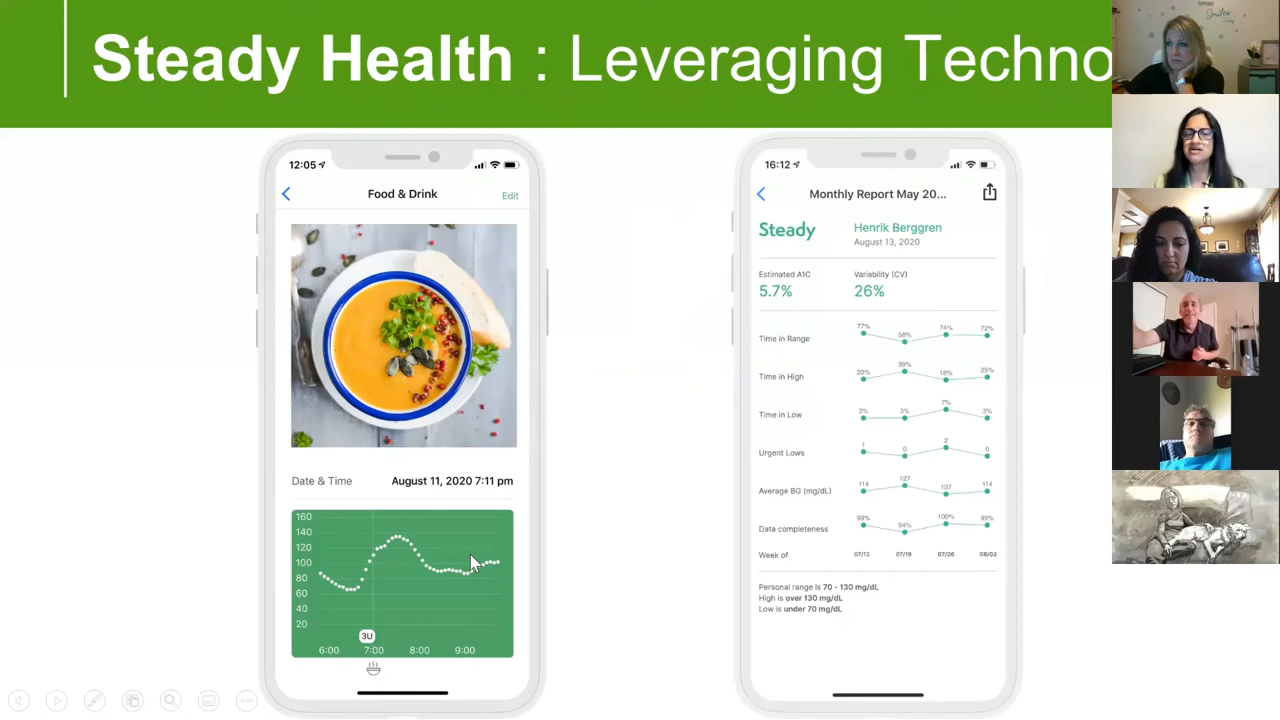 Steady Health : Leveraging Techno
12:05
Food & Drink
Edit
Date & Time
August 11, 2020 7:11 pm
160
140
120
100
80
60
40
20
3U
6:00 7:00 8:00 9:00
16:12
Monthly Report May 20...
Steady
Henrik Berggren
August 13, 2020
Estimated A1C
Variability (CV)
5.7%
26%
Time in Range
77% 58% 74% 72%
Time in High
20% 39% 18% 25%
Time in Low
3% 3% 7% 3%
Urgent Lows
1 0 2 0
Average BG (mg/dL)
114 127 107 114
Data completeness
99% 94% 100% 99%
Week of
07/12 07/19 07/26 08/02
Personal range is 70 - 130 mg/dL
High is over 130 mg/dL
Low is under 70 mg/dL
Smiles